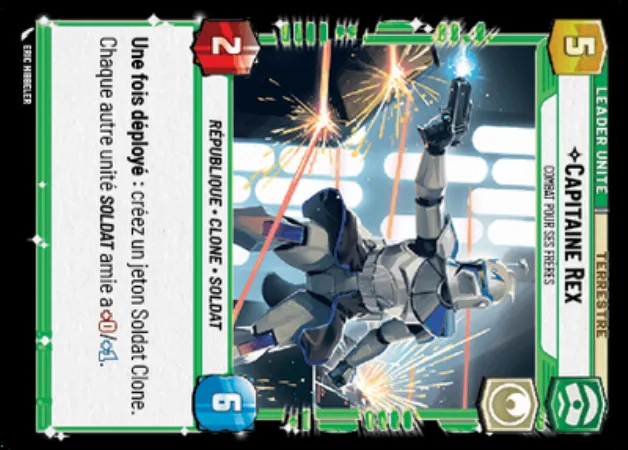 LEADER UNITÉ TERRESTRE
5
CAPITAINE REX
COMBAT POUR SES FRÈRES
2
6
RÉPUBLIQUE • CLONE • SOLDAT
Une fois déployé : créez un jeton Soldat Clone.
Chaque autre unité SOLDAT amie a +0/+1.
ERIC HIBBELER